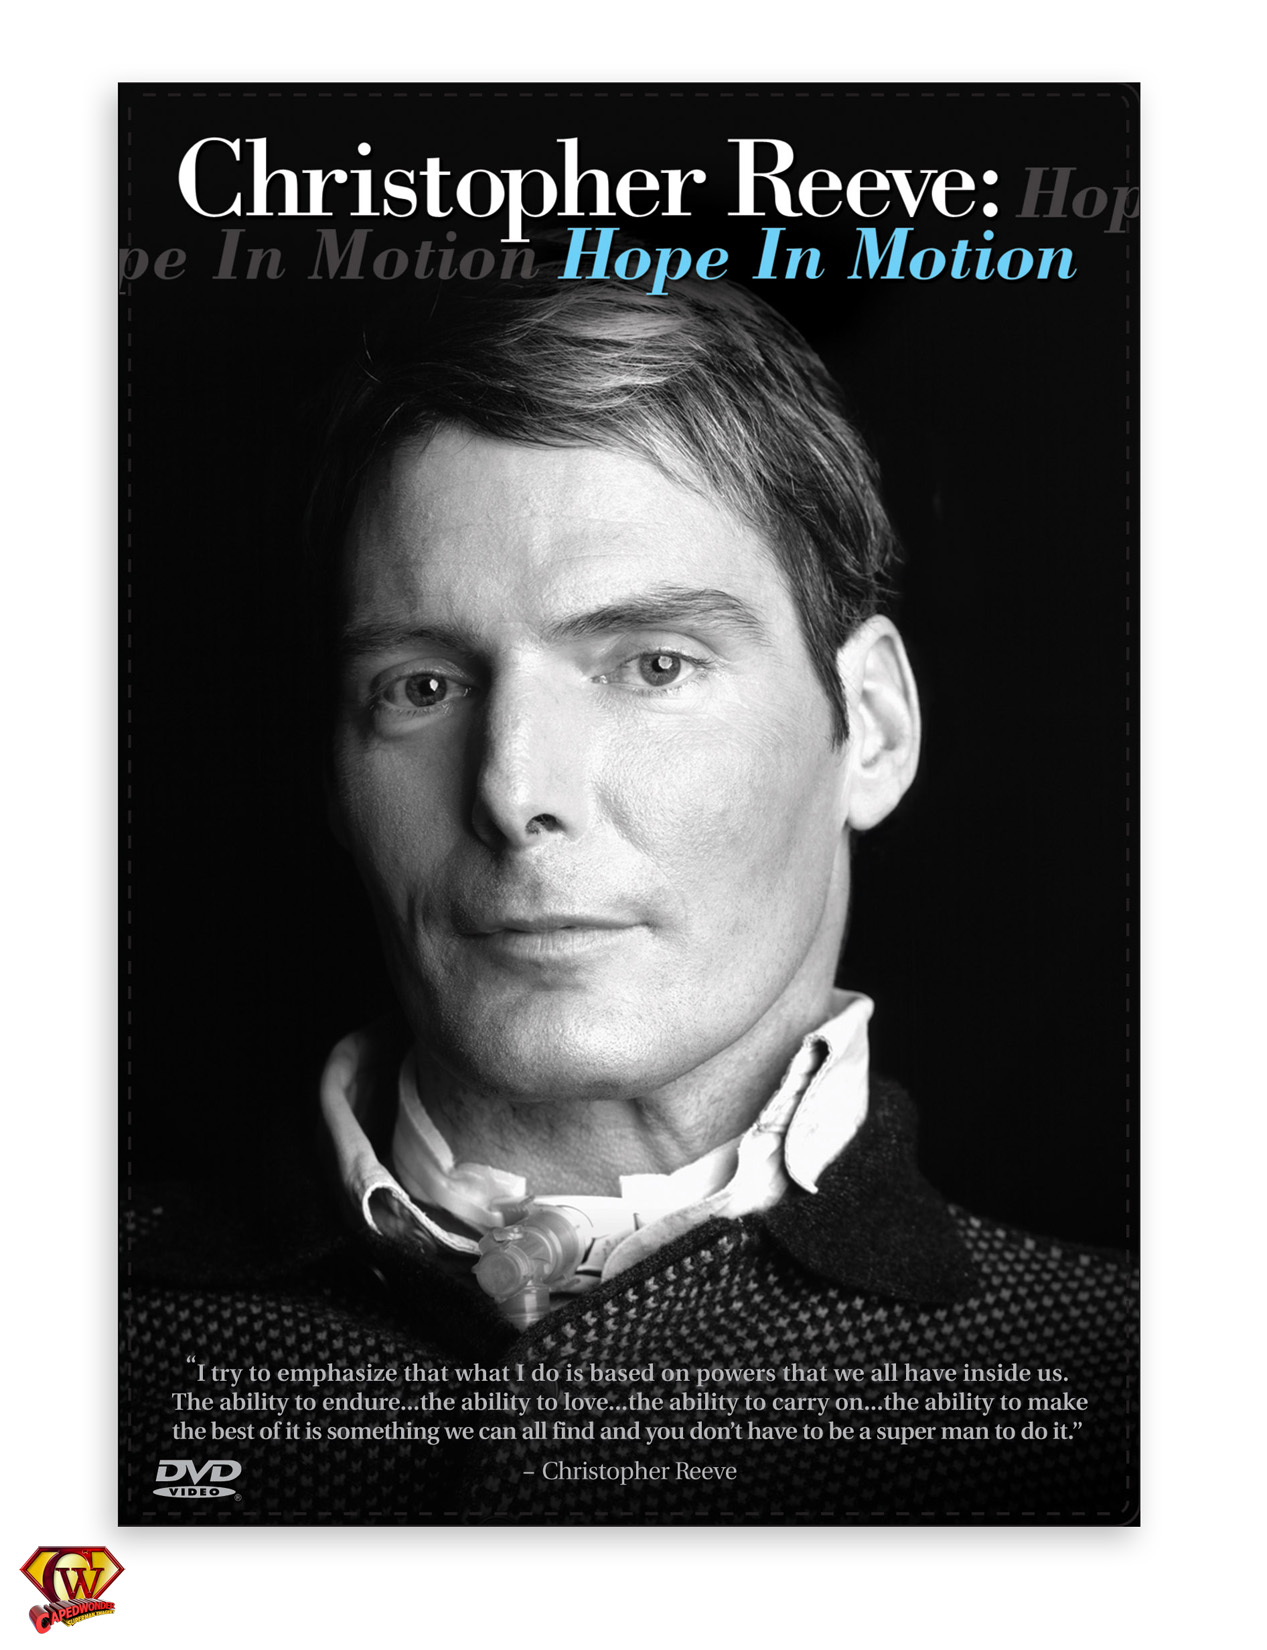 Christopher Reeve: Hop
pe In Motion Hope In Motion
“I try to emphasize that what I do is based on powers that we all have inside us.
The ability to endure...the ability to love...the ability to carry on...the ability to make
the best of it is something we can all find and you don’t have to be a super man to do it.”
– Christopher Reeve
DVD
VIDEO
®
CW
CAPEDWONDER